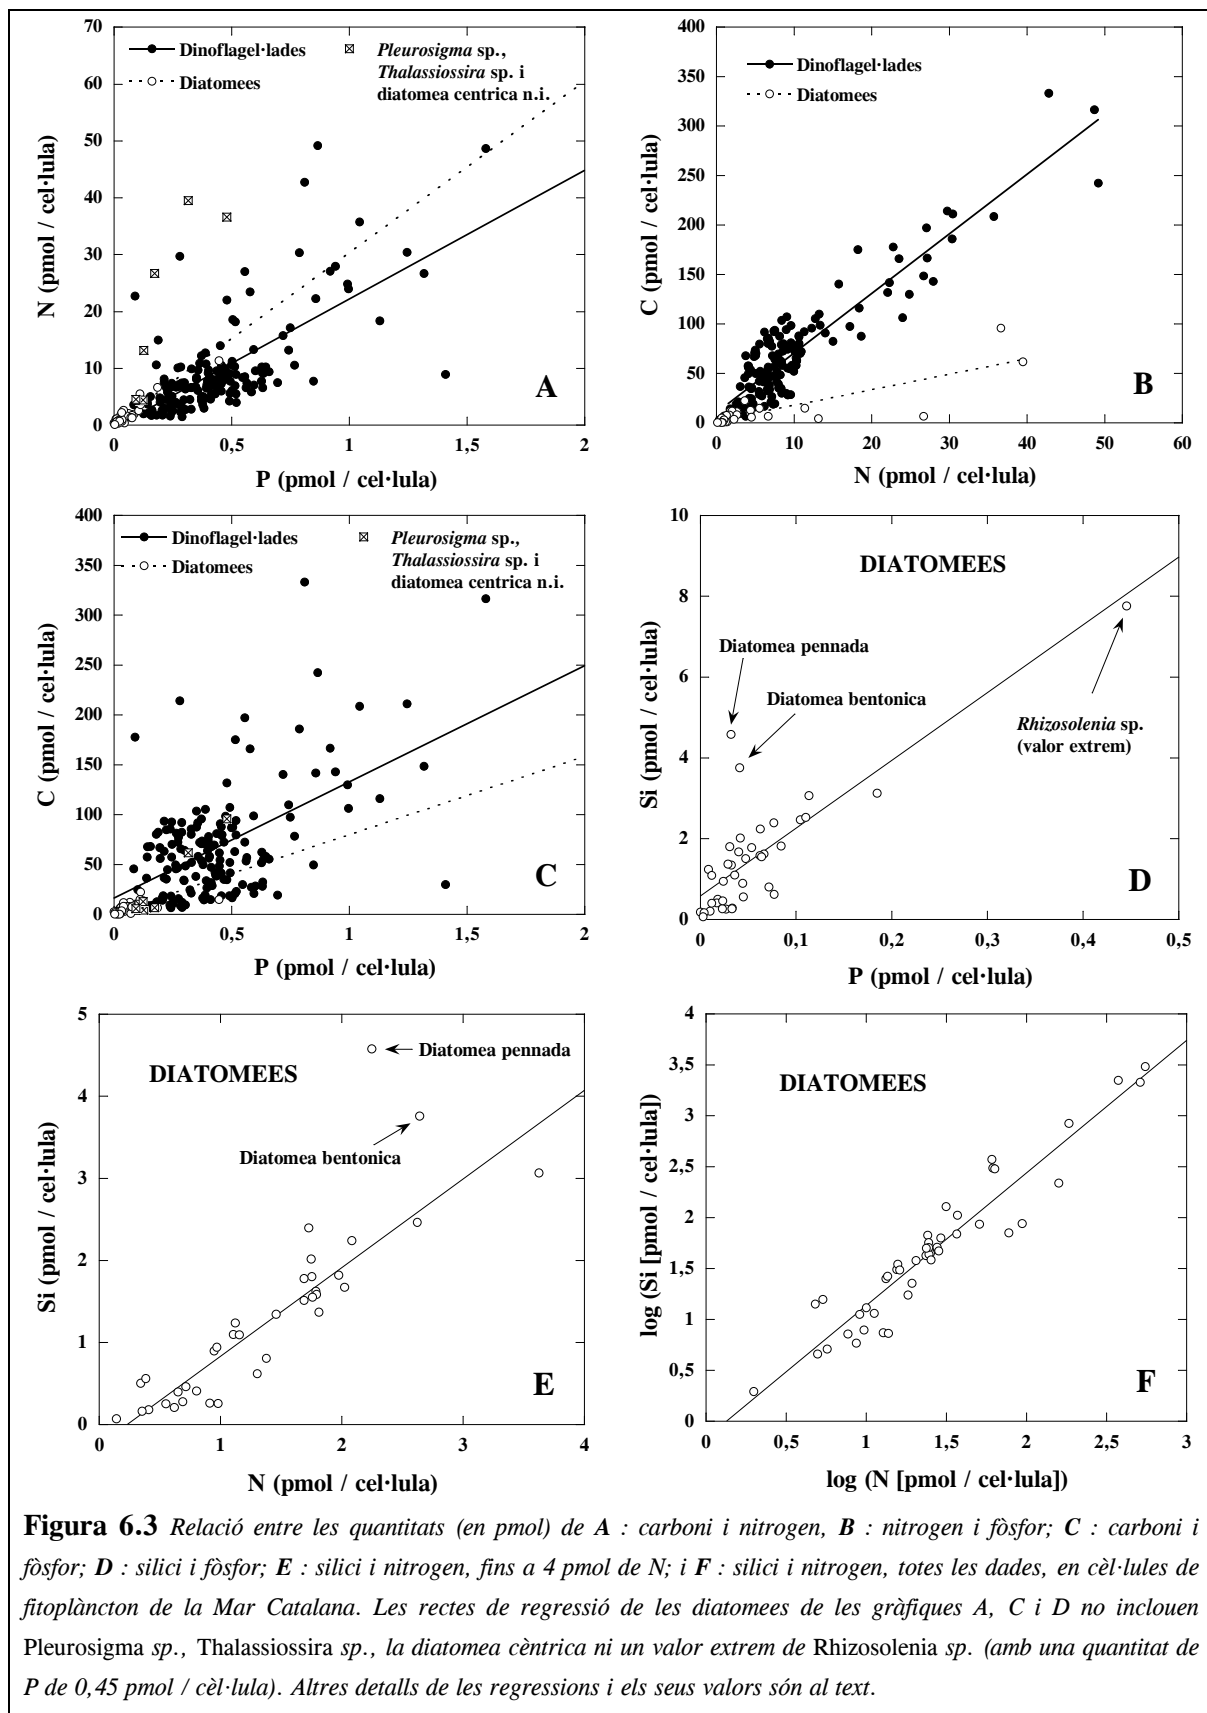 70
60
50
40
30
20
10
0
N (pmol / cel·lula)
Dinoflagel·lades
Diatomees
Pleurosigma sp.,
Thalassiossira sp. i
diatomea centrica n.i.
A
0 0,5 1 1,5 2
P (pmol / cel·lula)
400
350
300
250
200
150
100
50
0
C (pmol / cel·lula)
Dinoflagel·lades
Diatomees
B
0 10 20 30 40 50 60
N (pmol / cel·lula)
400
350
300
250
200
150
100
50
0
C (pmol / cel·lula)
Dinoflagel·lades
Diatomees
Pleurosigma sp.,
Thalassiossira sp. i
diatomea centrica n.i.
C
0 0,5 1 1,5 2
P (pmol / cel·lula)
10
8
6
4
2
0
Si (pmol / cel·lula)
DIATOMEES
Diatomea pennada
Diatomea bentonica
Rhizosolenia sp.
(valor extrem)
D
0 0,1 0,2 0,3 0,4 0,5
P (pmol / cel·lula)
5
4
3
2
1
0
Si (pmol / cel·lula)
Diatomea pennada
DIATOMEES
Diatomea bentonica
E
0 1 2 3 4
N (pmol / cel·lula)
4
3,5
3
2,5
2
1,5
1
0,5
0
log (Si [pmol / cel·lula])
DIATOMEES
F
0 0,5 1 1,5 2 2,5 3
log (N [pmol / cel·lula])
Figura 6.3 Relació entre les quantitats (en pmol) de A : carboni i nitrogen, B : nitrogen i fòsfor; C : carboni i
fòsfor; D : silici i fòsfor; E : silici i nitrogen, fins a 4 pmol de N; i F : silici i nitrogen, totes les dades, en cèl·lules de
fitoplàncton de la Mar Catalana. Les rectes de regressió de les diatomees de les gràfiques A, C i D no inclouen
Pleurosigma sp., Thalassiossira sp., la diatomea cèntrica ni un valor extrem de Rhizosolenia sp. (amb una quantitat de
P de 0,45 pmol / cèl·lula). Altres detalls de les regressions i els seus valors són al text.